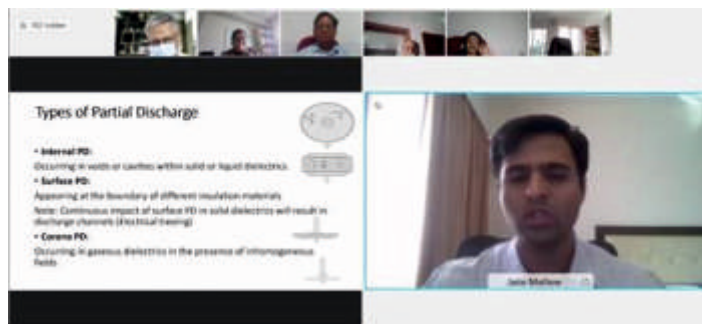 Types of Partial Discharge
• Internal PD:
Occurring in voids or cavities within solid or liquid dielectrics
• Surface PD:
Appearing at the boundary of different insulation materials
Note: Continuous impact of surface PD in solid dielectrics will result in
discharge channels (electrical treeing)
• Corona PD:
Occurring in gaseous dielectrics in the presence of inhomogeneous
fields